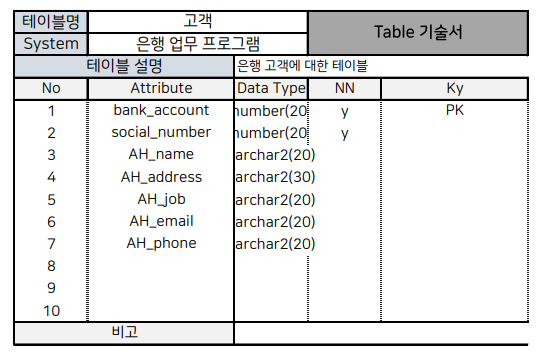 테이블명 고객 Table 기술서
System 은행 업무 프로그램
테이블 설명 은행 고객에 대한 테이블
No Attribute Data Type NN Ky
1 bank_account number(20 y PK
2 social_number number(20 y
3 AH_name archar2(20)
4 AH_address archar2(30)
5 AH_job archar2(20)
6 AH_email archar2(20)
7 AH_phone archar2(20)
8
9
10
비고